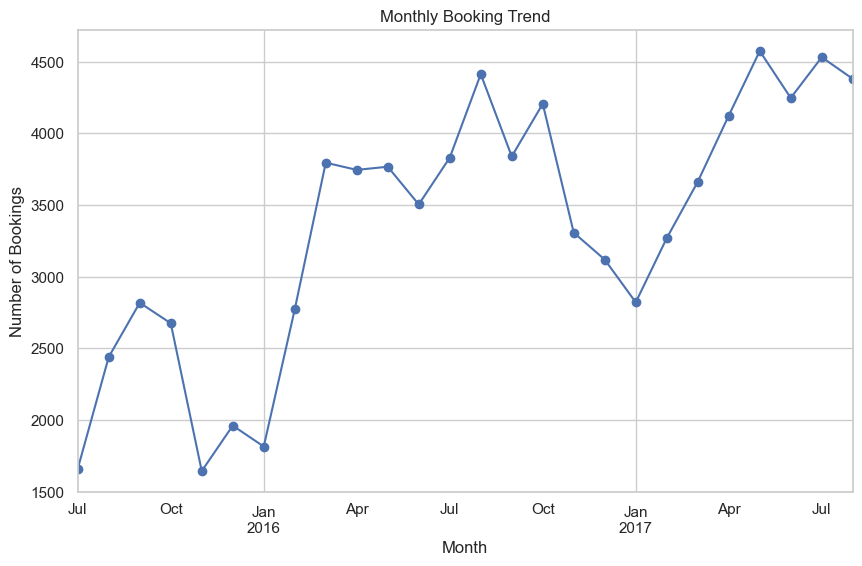 Monthly Booking Trend
Number of Bookings
4500
4000
3500
3000
2500
2000
1500
Jul Oct Jan Apr Jul Oct Jan Apr Jul
2016 2017
Month